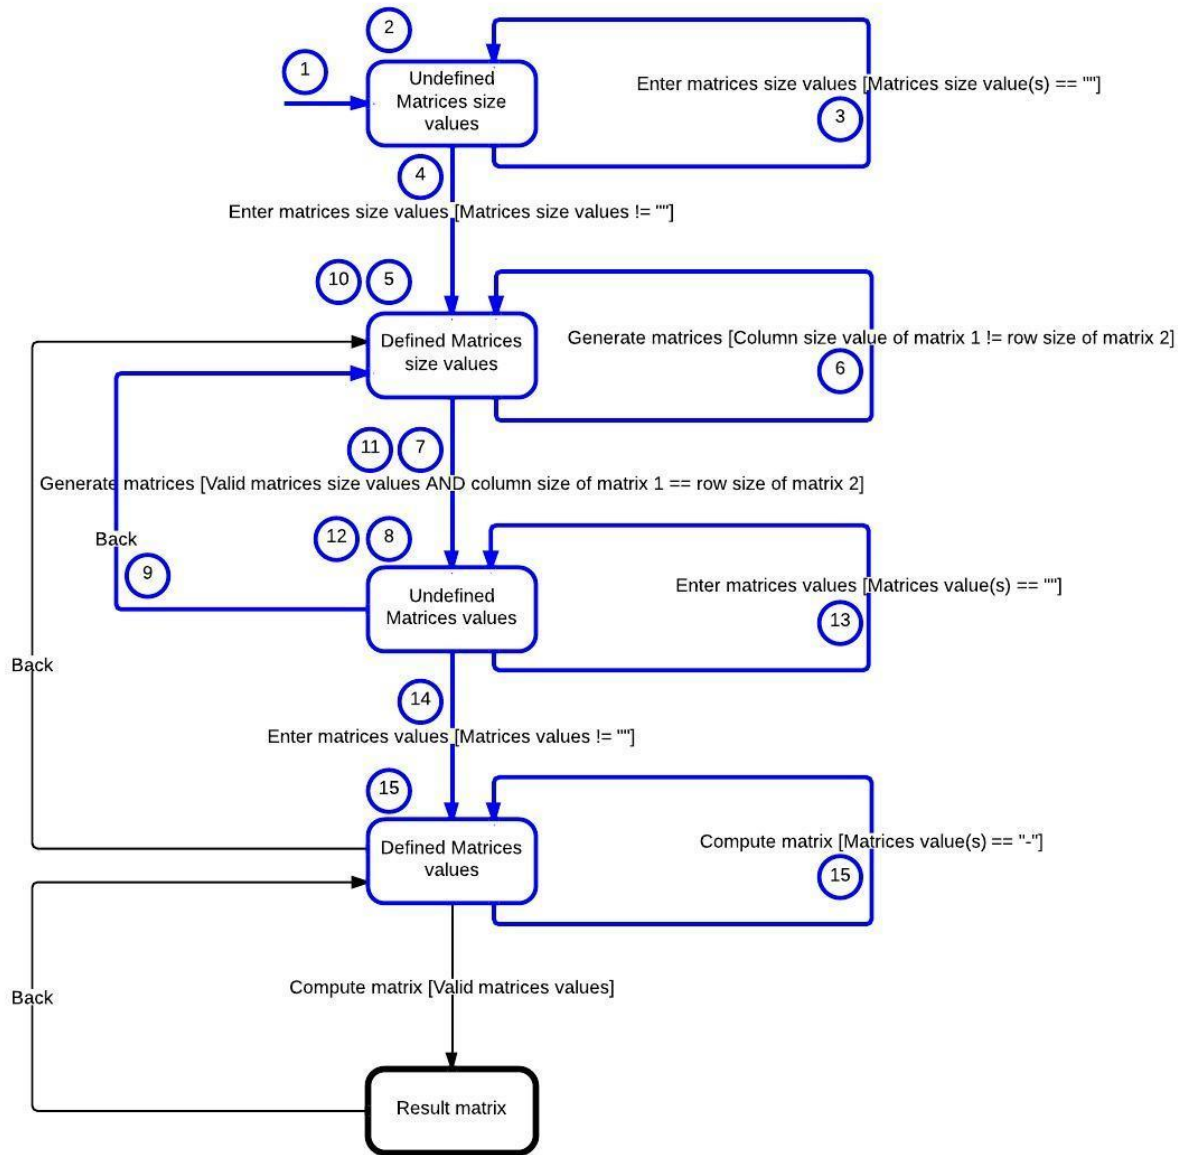 2
1
Undefined
Matrices size
values
Enter matrices size values [Matrices size value(s) == ""]
3
4
Enter matrices size values [Matrices size values != ""]
10
5
Defined Matrices
size values
Generate matrices [Column size value of matrix 1 != row size of matrix 2]
6
11
7
Generate matrices [Valid matrices size values AND column size of matrix 1 == row size of matrix 2]
Back
9
12
8
Undefined
Matrices values
Enter matrices values [Matrices value(s) == ""]
13
Back
14
Enter matrices values [Matrices values != ""]
15
Defined Matrices
values
Compute matrix [Matrices value(s) == "-"]
15
Compute matrix [Valid matrices values]
Back
Result matrix